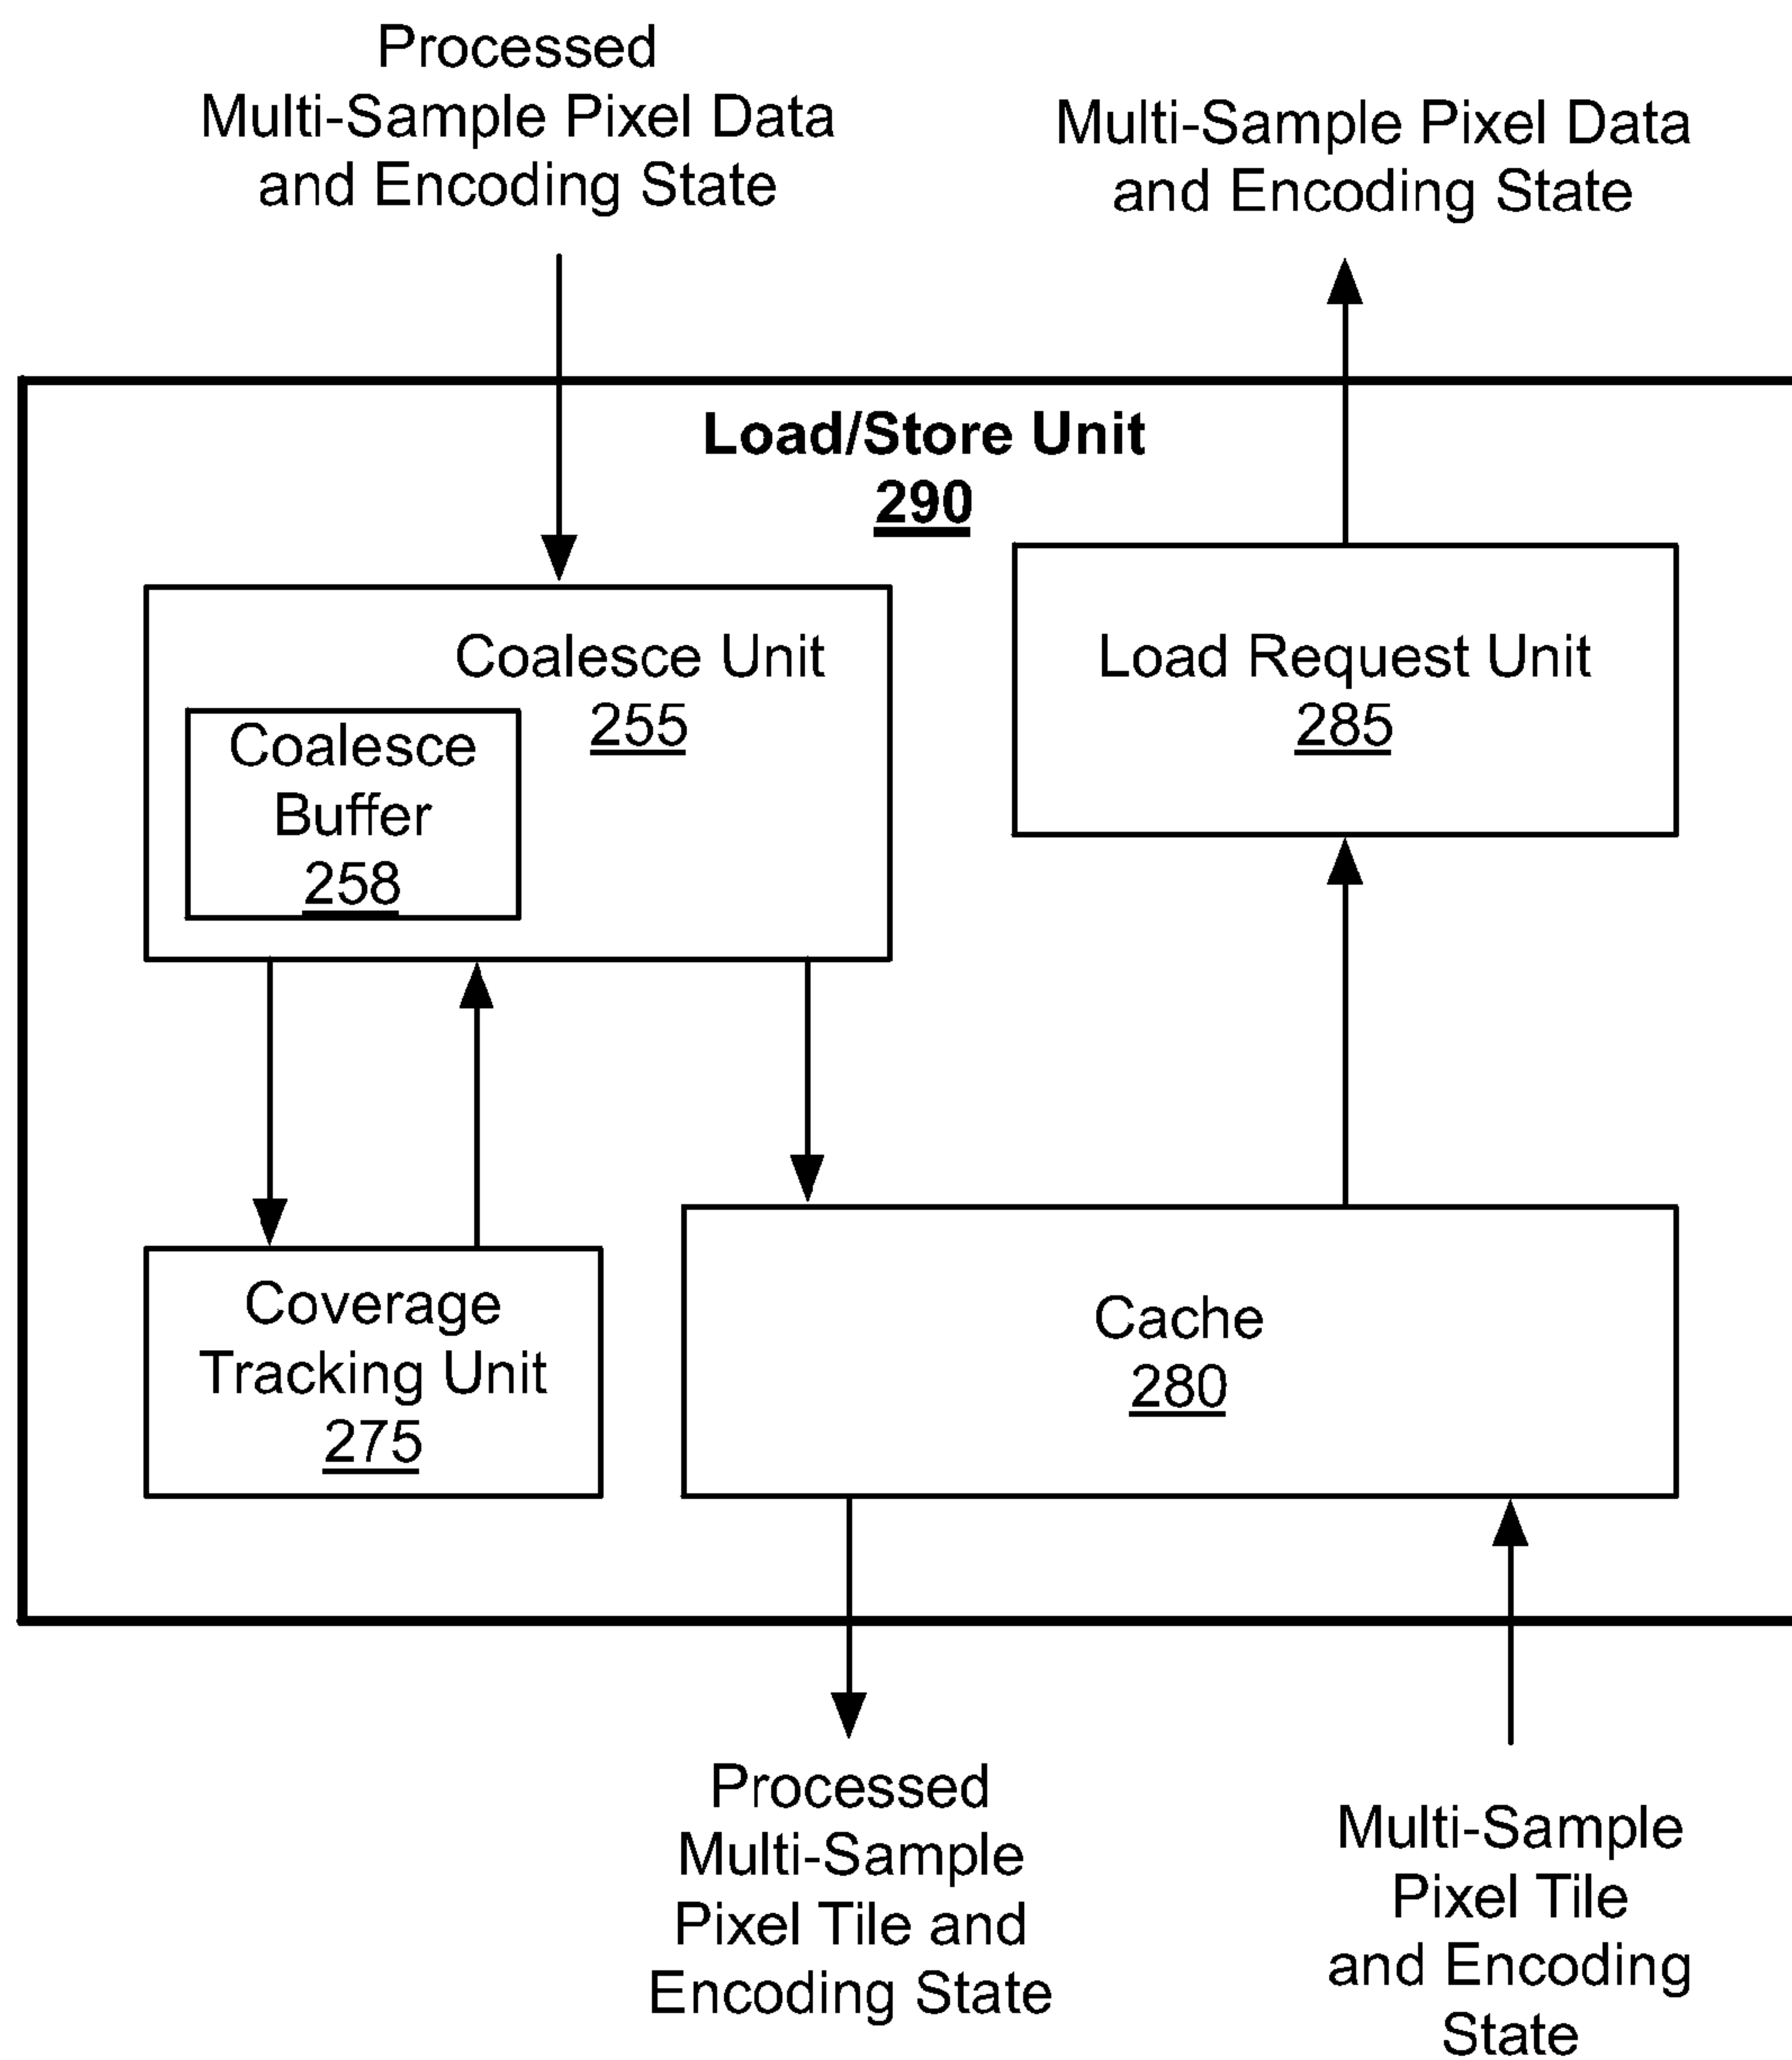 Processed
Multi-Sample Pixel Data
and Encoding State
Multi-Sample Pixel Data
and Encoding State
Load/Store Unit
290
Coalesce Unit
255
Coalesce
Buffer
258
Load Request Unit
285
Coverage
Tracking Unit
275
Cache
280
Processed
Multi-Sample
Pixel Tile and
Encoding State
Multi-Sample
Pixel Tile
and Encoding
State